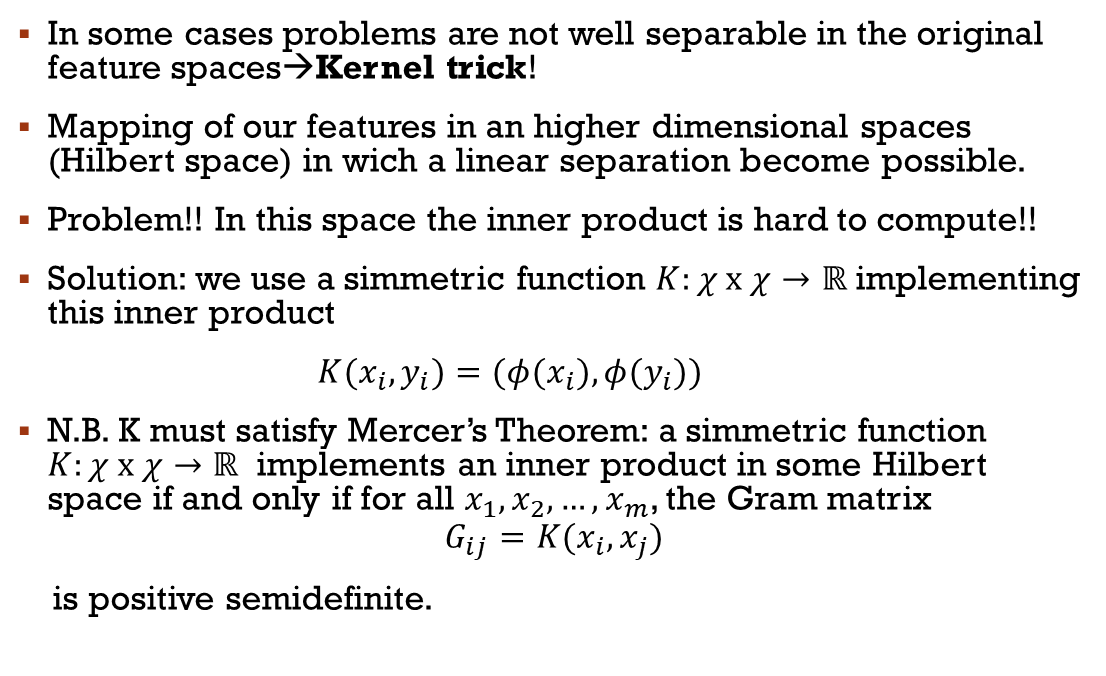 ▪ In some cases problems are not well separable in the original
feature spaces→Kernel trick!
▪ Mapping of our features in an higher dimensional spaces
(Hilbert space) in wich a linear separation become possible.
▪ Problem!! In this space the inner product is hard to compute!!
▪ Solution: we use a simmetric function K: χ x χ → ℝ implementing
this inner product
K(xᵢ, yᵢ) = (ϕ(xᵢ), ϕ(yᵢ))
▪ N.B. K must satisfy Mercer’s Theorem: a simmetric function
K: χ x χ → ℝ implements an inner product in some Hilbert
space if and only if for all x₁, x₂, … , xₘ, the Gram matrix
Gᵢⱼ = K(xᵢ, xⱼ)
is positive semidefinite.